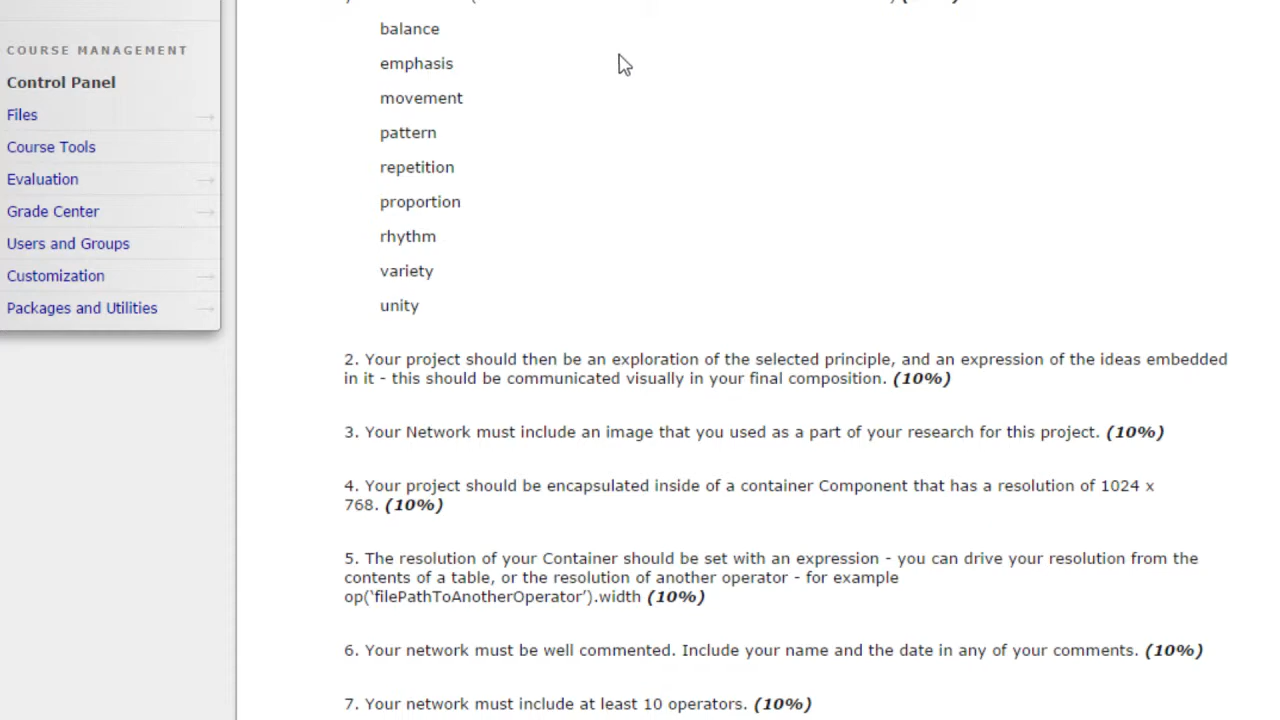 COURSE MANAGEMENT
Control Panel
Files
Course Tools
Evaluation
Grade Center
Users and Groups
Customization
Packages and Utilities
balance
emphasis
movement
pattern
repetition
proportion
rhythm
variety
unity
2. Your project should then be an exploration of the selected principle, and an expression of the ideas embedded
in it - this should be communicated visually in your final composition. (10%)
3. Your Network must include an image that you used as a part of your research for this project. (10%)
4. Your project should be encapsulated inside of a container Component that has a resolution of 1024 x
768. (10%)
5. The resolution of your Container should be set with an expression - you can drive your resolution from the
contents of a table, or the resolution of another operator - for example
op(‘filePathToAnotherOperator’).width (10%)
6. Your network must be well commented. Include your name and the date in any of your comments. (10%)
7. Your network must include at least 10 operators. (10%)